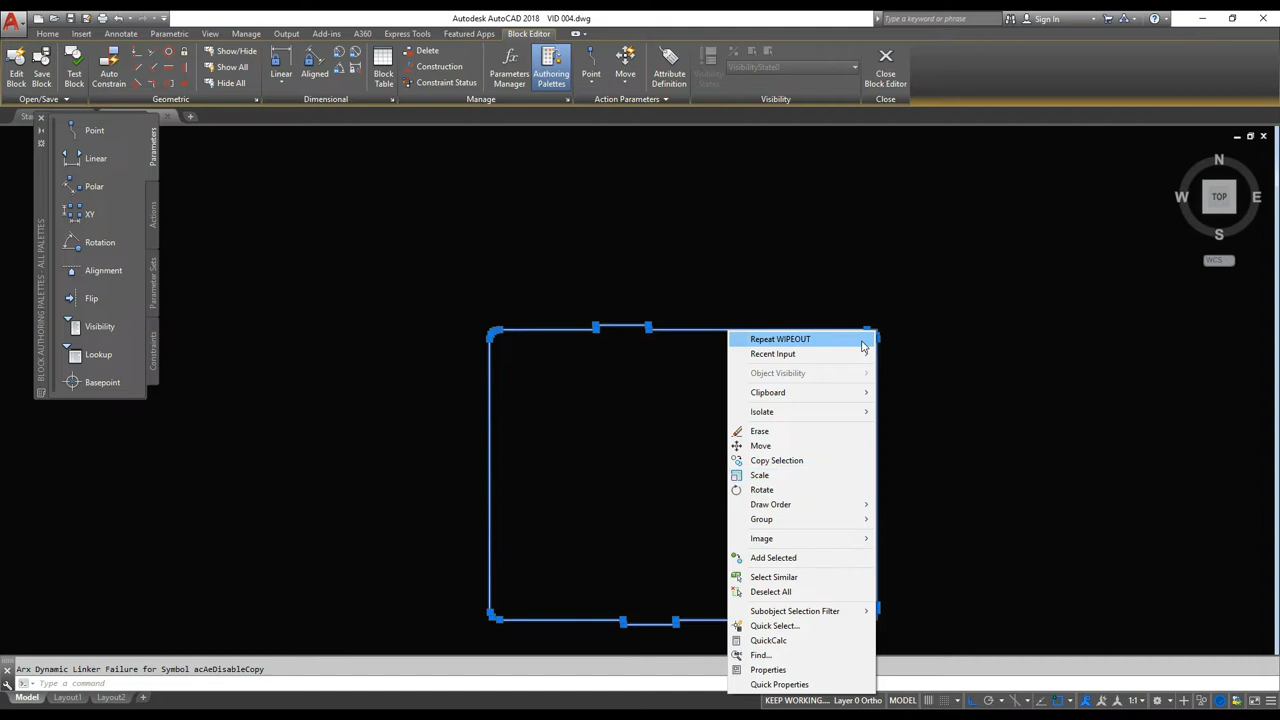 Autodesk AutoCAD 2018 VID 004.dwg
Type a keyword or phrase
Sign In
Home Insert Annotate Parametric View Manage Output Add-ins A360 Express Tools Featured Apps Block Editor
Edit Block
Save Block
Test Block
Auto Constrain
Show/Hide
Show All
Hide All
Linear
Aligned
Block Table
Delete
Construction
Constraint Status
Parameters Manager
Authoring Palettes
Point
Move
Attribute Definition
Visibility States
VisibilityState0
Close Block Editor
Open/Save Geometric Dimensional Manage Action Parameters Visibility Close
Point
Linear
Polar
XY
Rotation
Alignment
Flip
Visibility
Lookup
Basepoint
Parameters
Actions
Parameter Sets
Constraints
BLOCK AUTHORING PALETTES - ALL PALETTES
N
W TOP E
S
WCS
Repeat WIPEOUT
Recent Input
Object Visibility
Clipboard
Isolate
Erase
Move
Copy Selection
Scale
Rotate
Draw Order
Group
Image
Add Selected
Select Similar
Deselect All
Subobject Selection Filter
Quick Select...
QuickCalc
Find...
Properties
Quick Properties
Arx Dynamic Linker Failure for Symbol acAeDisableCopy
Type a command
Model Layout1 Layout2
KEEP WORKING.... Layer 0 Ortho MODEL 1:1